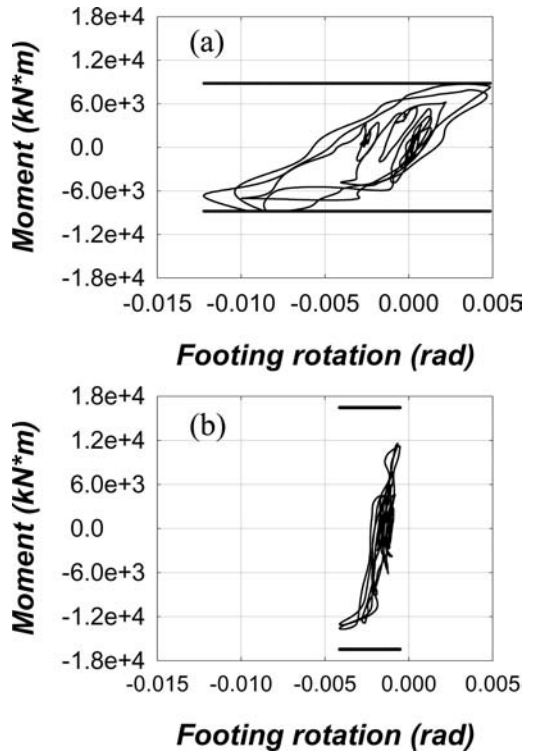 1.8e+4
(a)
1.2e+4
6.0e+3
0.0
-6.0e+3
-1.2e+4
-1.8e+4
Moment (kN*m)
-0.015 -0.010 -0.005 0.000 0.005
Footing rotation (rad)
1.8e+4
(b)
1.2e+4
6.0e+3
0.0
-6.0e+3
-1.2e+4
-1.8e+4
Moment (kN*m)
-0.015 -0.010 -0.005 0.000 0.005
Footing rotation (rad)